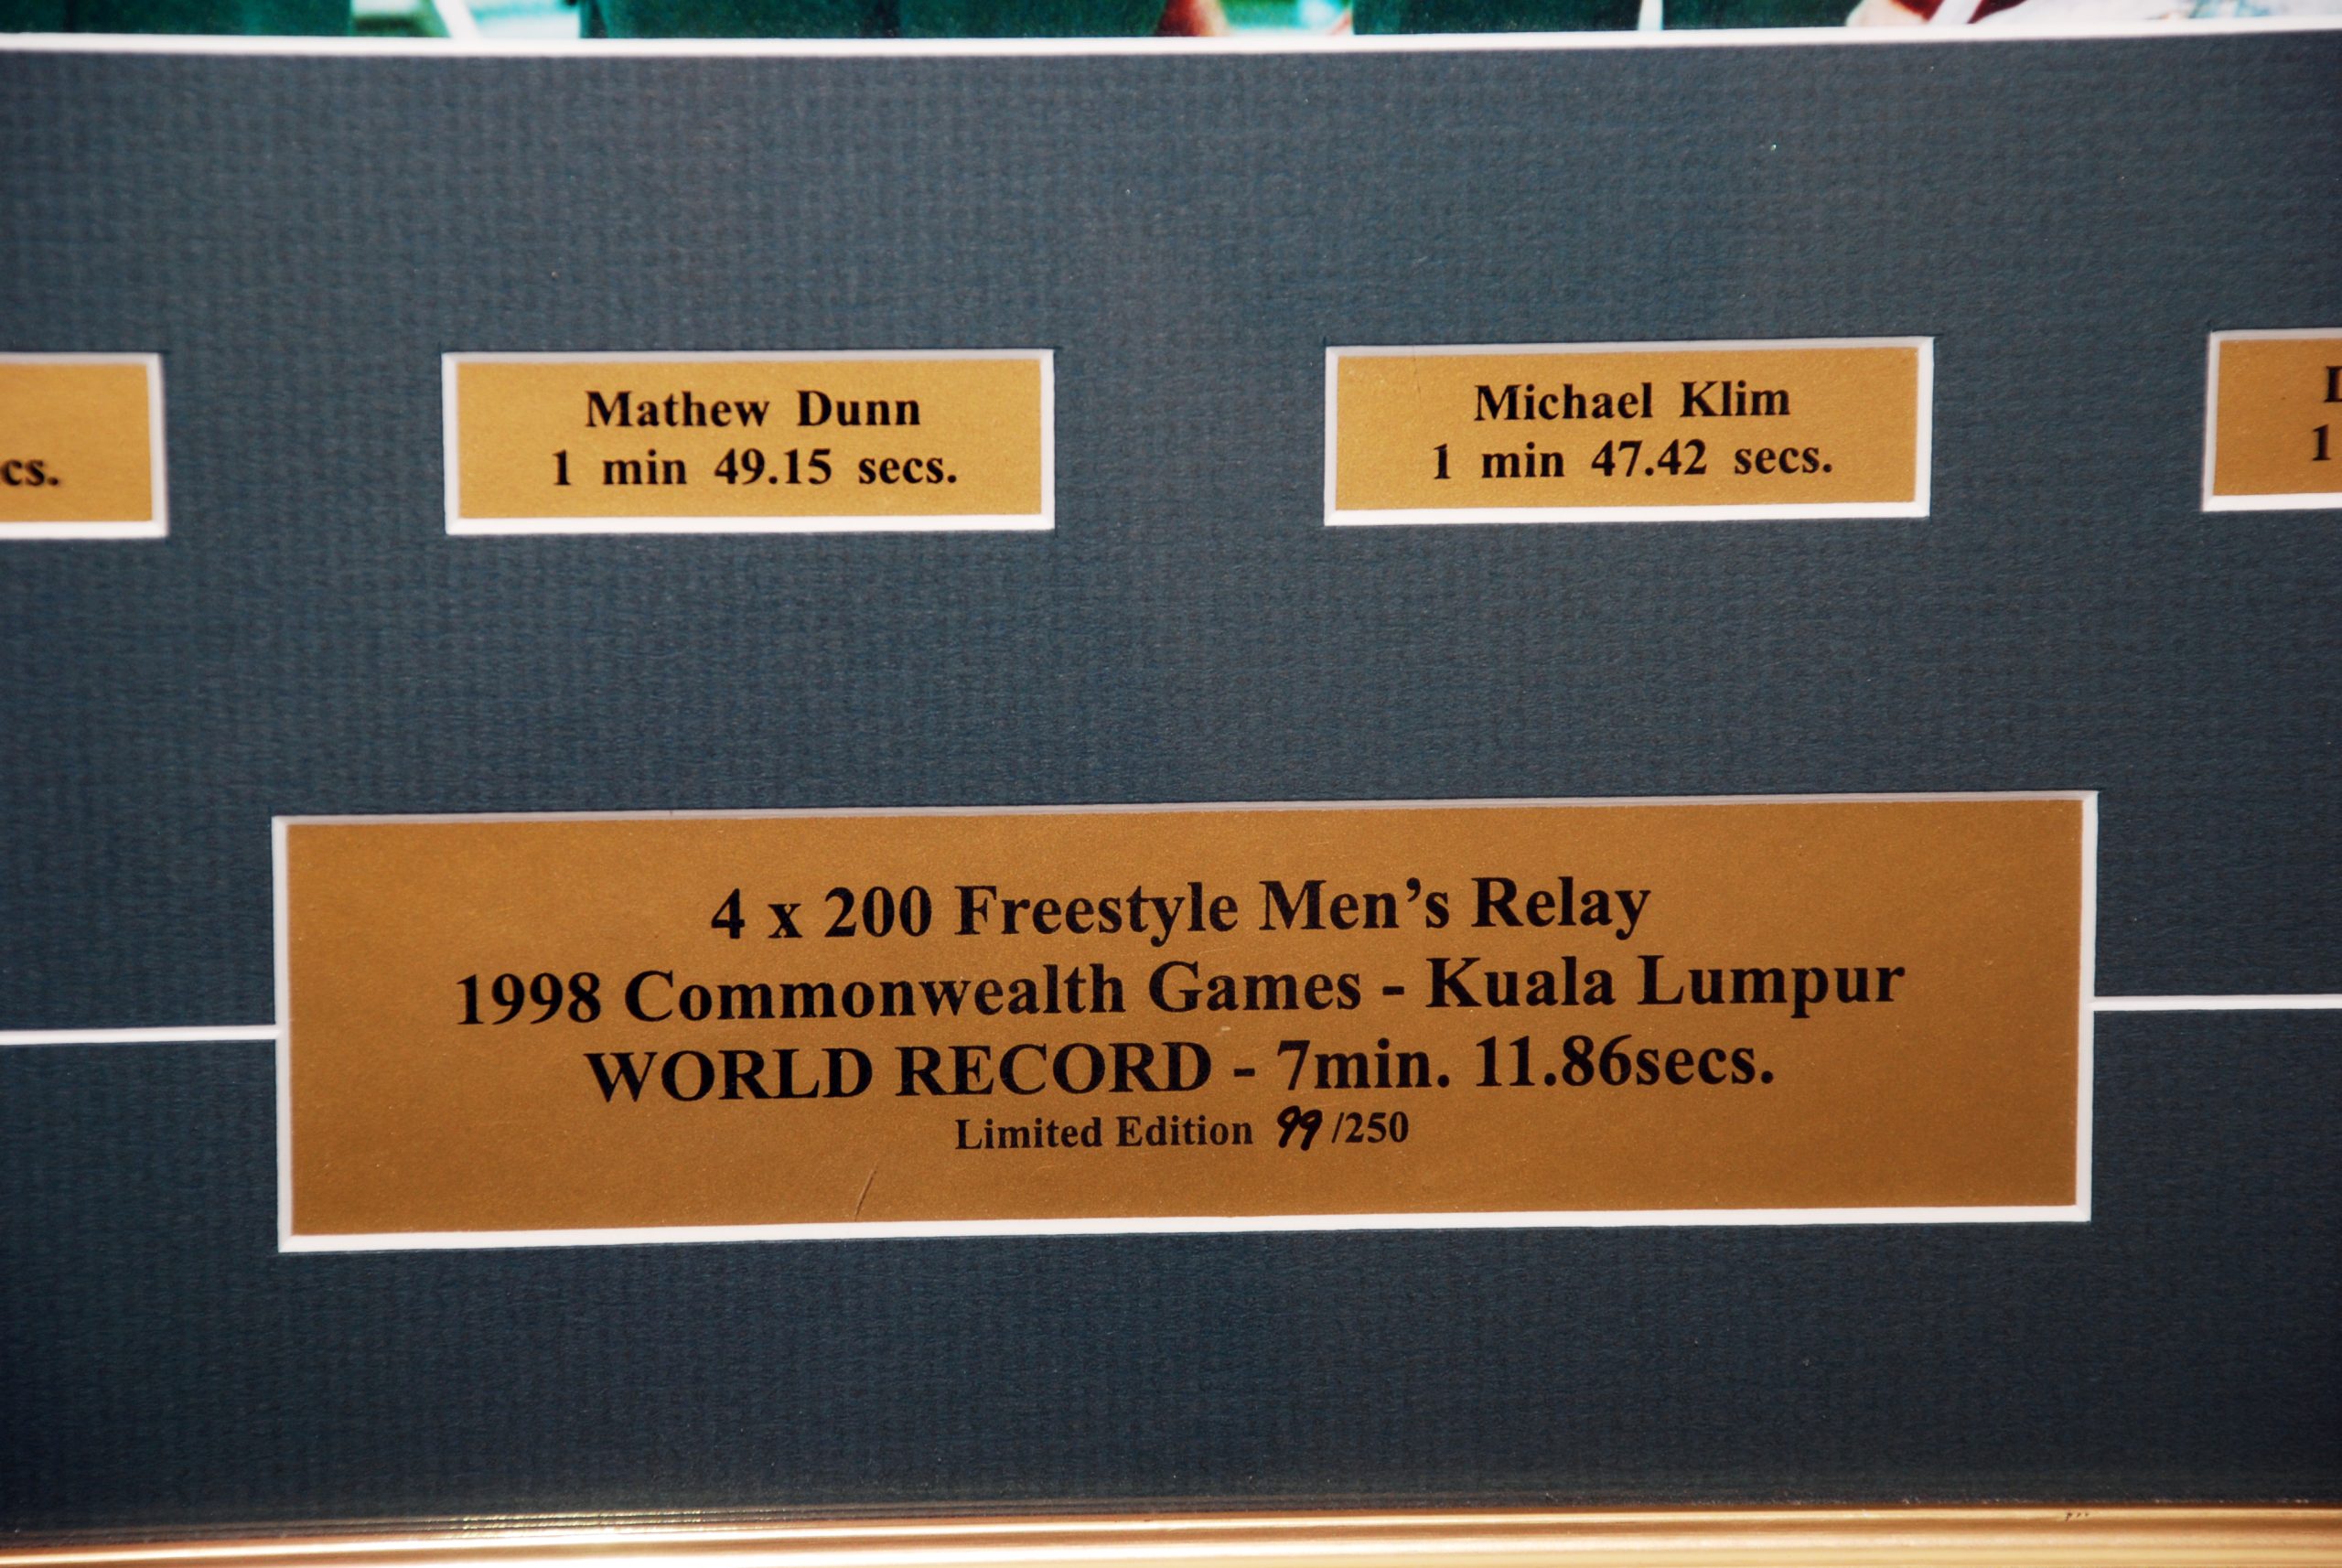 Mathew Dunn
1 min 49.15 secs.
Michael Klim
1 min 47.42 secs.
4 x 200 Freestyle Men’s Relay
1998 Commonwealth Games - Kuala Lumpur
WORLD RECORD - 7min. 11.86secs.
Limited Edition 99 /250